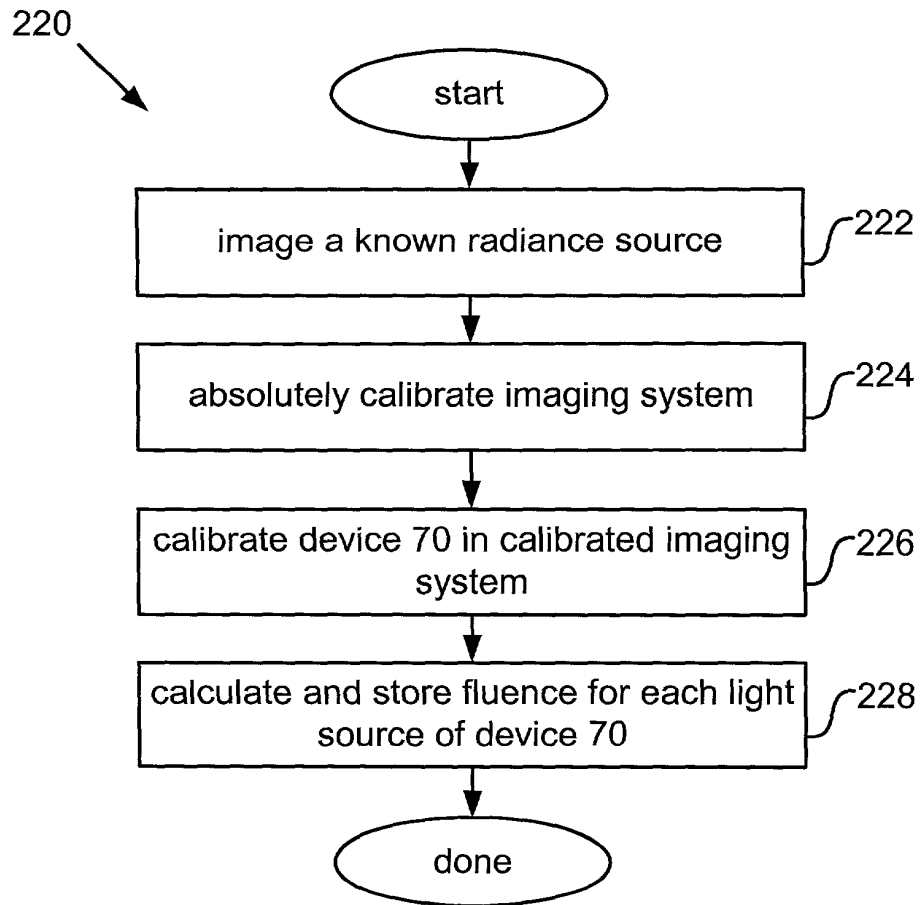 220
start
image a known radiance source
222
absolutely calibrate imaging system
224
calibrate device 70 in calibrated imaging
system
226
calculate and store fluence for each light
source of device 70
228
done